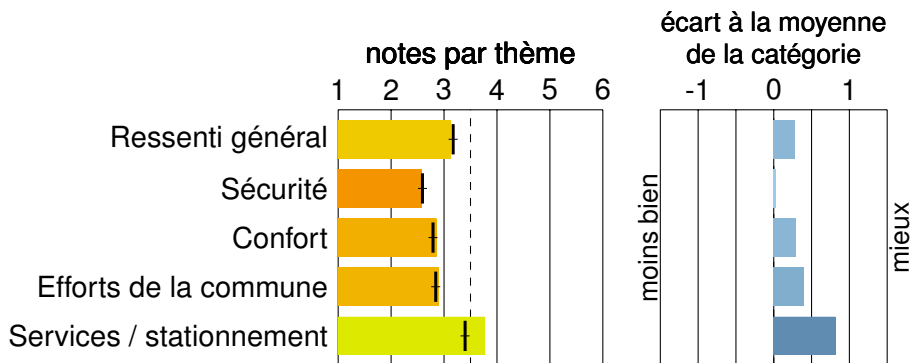 notes par thème
1 2 3 4 5 6
écart à la moyenne
de la catégorie
-1 0 1
Ressenti général
Sécurité
Confort
Efforts de la commune
Services / stationnement
moins bien
mieux